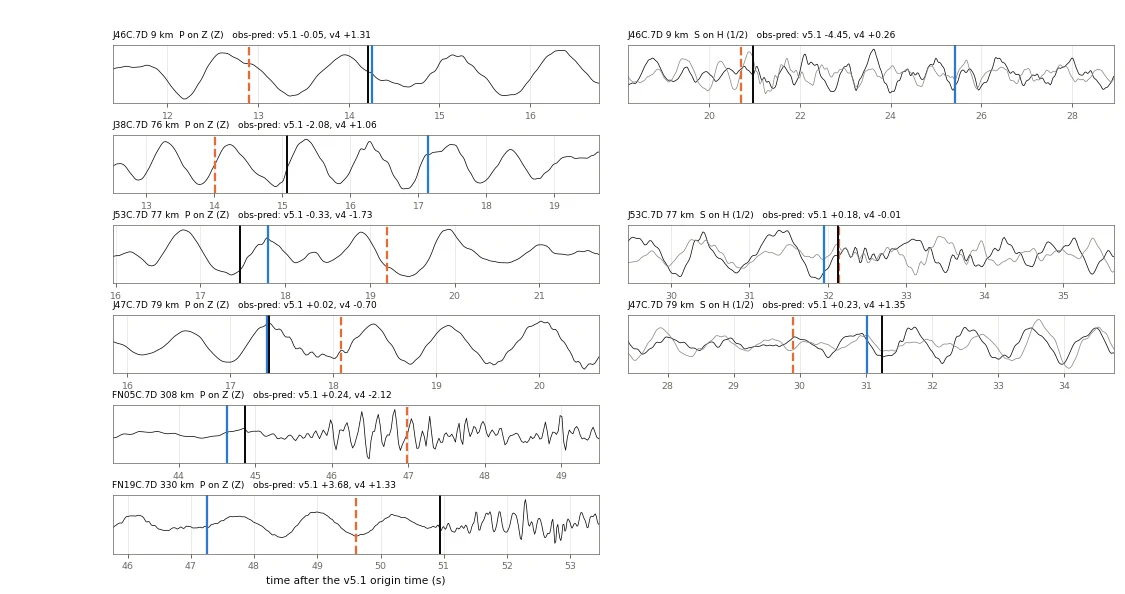 J46C.7D 9 km  P on Z (Z)   obs-pred: v5.1 -0.05, v4 +1.31
12 13 14 15 16
J46C.7D 9 km  S on H (1/2)   obs-pred: v5.1 -4.45, v4 +0.26
20 22 24 26 28
J38C.7D 76 km  P on Z (Z)   obs-pred: v5.1 -2.08, v4 +1.06
13 14 15 16 17 18 19
J53C.7D 77 km  P on Z (Z)   obs-pred: v5.1 -0.33, v4 -1.73
16 17 18 19 20 21
J53C.7D 77 km  S on H (1/2)   obs-pred: v5.1 +0.18, v4 -0.01
30 31 32 33 34 35
J47C.7D 79 km  P on Z (Z)   obs-pred: v5.1 +0.02, v4 -0.70
16 17 18 19 20
J47C.7D 79 km  S on H (1/2)   obs-pred: v5.1 +0.23, v4 +1.35
28 29 30 31 32 33 34
FN05C.7D 308 km  P on Z (Z)   obs-pred: v5.1 +0.24, v4 -2.12
44 45 46 47 48 49
FN19C.7D 330 km  P on Z (Z)   obs-pred: v5.1 +3.68, v4 +1.33
46 47 48 49 50 51 52 53
time after the v5.1 origin time (s)